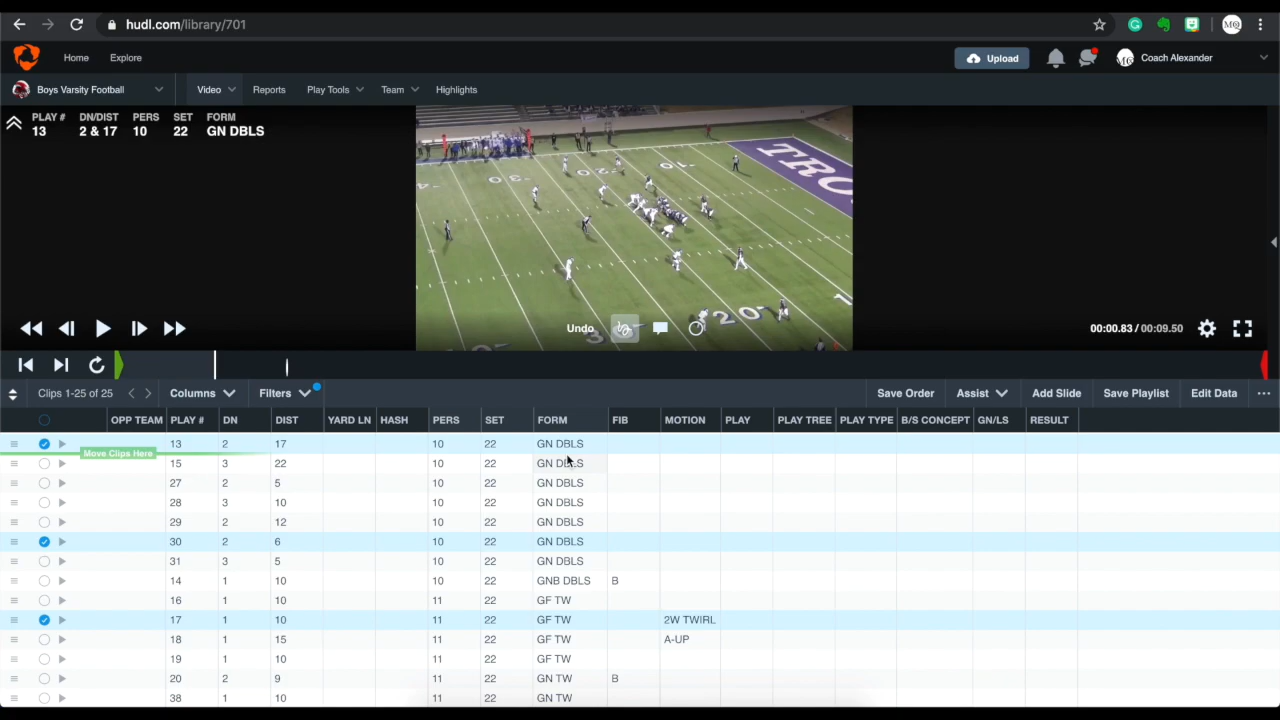 hudl.com/library/701
MQ
Home Explore Upload Coach Alexander
Boys Varsity Football Video Reports Play Tools Team Highlights
PLAY # DN/DIST PERS SET FORM
13 2 & 17 10 22 GN DBLS
TRO
Undo
00:00.83 / 00:09.50
Clips 1-25 of 25 Columns Filters Save Order Assist Add Slide Save Playlist Edit Data
OPP TEAM PLAY # DN DIST YARD LN HASH PERS SET FORM FIB MOTION PLAY PLAY TREE PLAY TYPE B/S CONCEPT GN/LS RESULT
13 2 17 10 22 GN DBLS
Move Clips Here
15 3 22 10 22 GN DBLS
27 2 5 10 22 GN DBLS
28 3 10 10 22 GN DBLS
29 2 12 10 22 GN DBLS
30 2 6 10 22 GN DBLS
31 3 5 10 22 GN DBLS
14 1 10 10 22 GNB DBLS B
16 1 10 11 22 GF TW
17 1 10 11 22 GF TW 2W TWIRL
18 1 15 11 22 GF TW A-UP
19 1 10 11 22 GF TW
20 2 9 11 22 GN TW B
38 1 10 11 22 GN TW